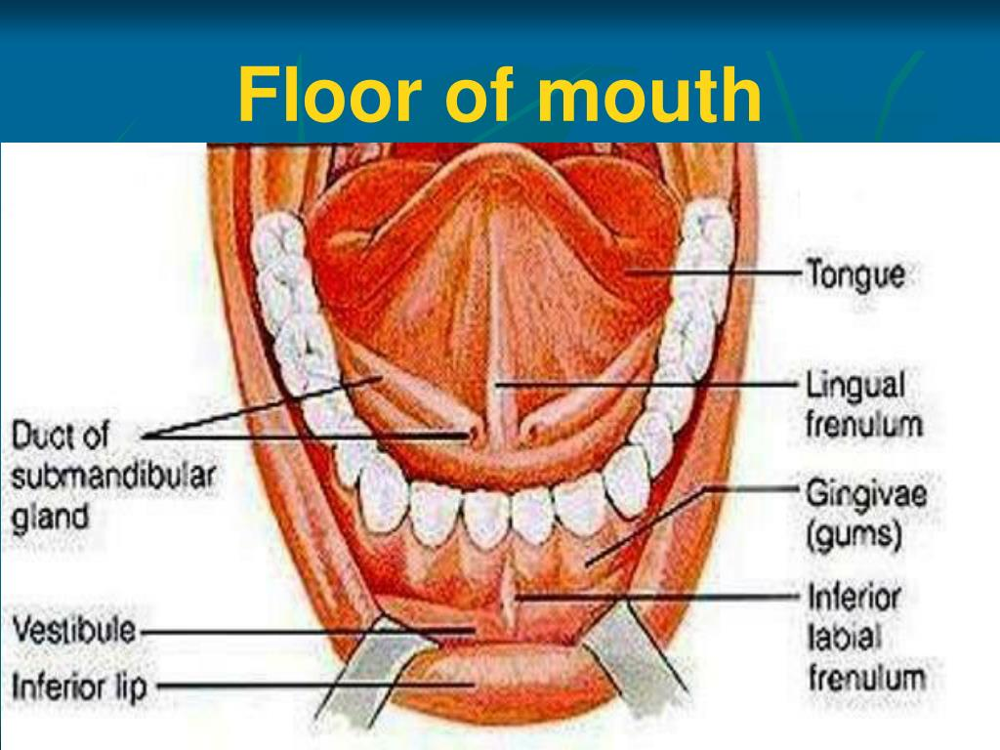 Floor of mouth
Tongue
Lingual
frenulum
Duct of
submandibular
gland
Gingivae
(gums)
Inferior
labial
frenulum
Vestibule
Inferior lip